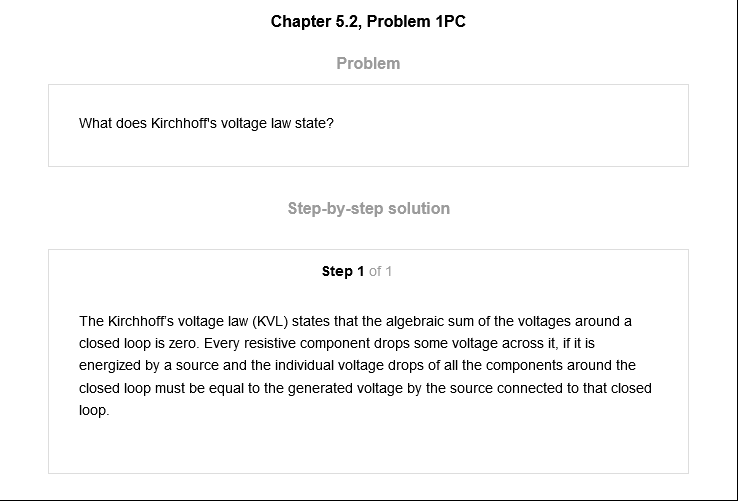 Chapter 5.2, Problem 1PC
Problem
What does Kirchhoff's voltage law state?
Step-by-step solution
Step 1 of 1
The Kirchhoff's voltage law (KVL) states that the algebraic sum of the voltages around a
closed loop is zero. Every resistive component drops some voltage across it, if it is
energized by a source and the individual voltage drops of all the components around the
closed loop must be equal to the generated voltage by the source connected to that closed
loop.